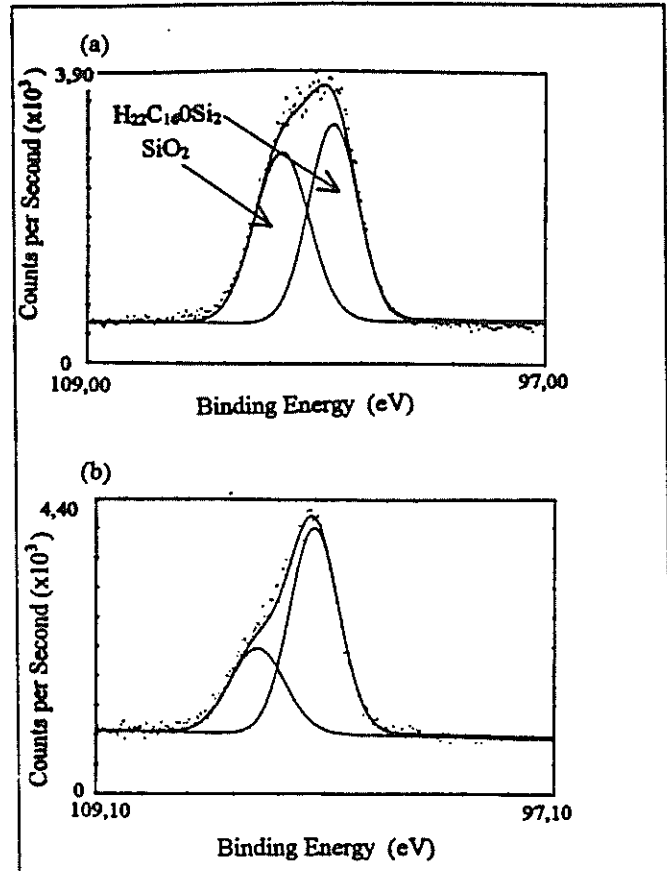 (a)
3,90
H22C160Si2
SiO2
Counts per Second (x10³)
0
109,00
97,00
Binding Energy (eV)
(b)
4,40
Counts per Second (x10³)
0
109,10
97,10
Binding Energy (eV)